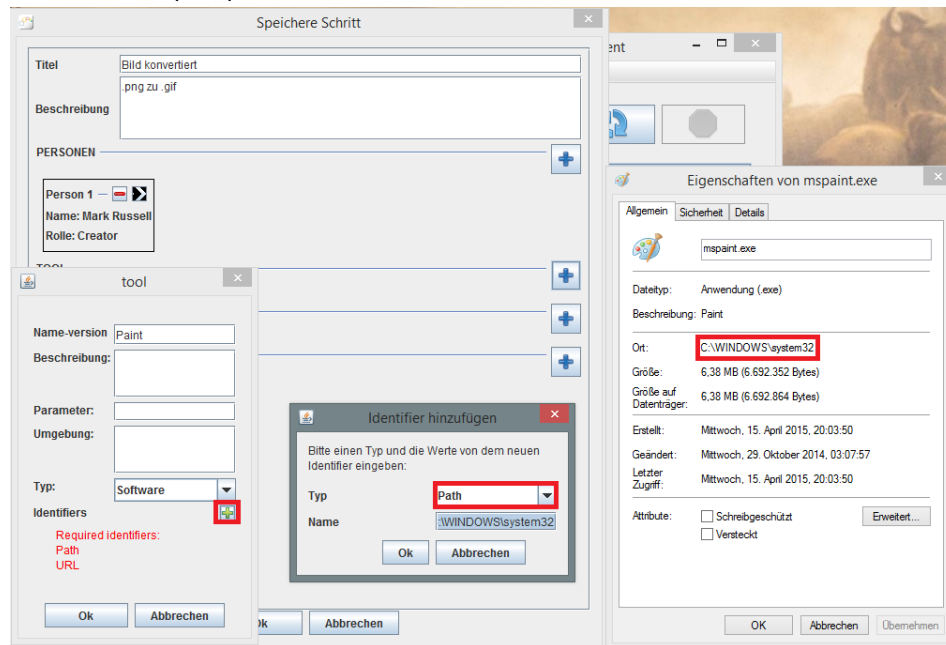 Speichere Schritt
Titel
Bild konvertiert
Beschreibung
.png zu .gif
PERSONEN
Person 1
Name: Mark Russell
Rolle: Creator
tool
Name-version
Paint
Beschreibung:
Parameter:
Umgebung:
Typ:
Software
Identifiers
Required identifiers:
Path
URL
Ok
Abbrechen
Abbrechen
Identifier hinzufügen
Bitte einen Typ und die Werte von dem neuen
Identifier eingeben:
Typ
Path
Name
:\WINDOWS\system32
Ok
Abbrechen
ent
Eigenschaften von mspaint.exe
Allgemein
Sicherheit
Details
mspaint.exe
Dateityp:
Anwendung (.exe)
Beschreibung:
Paint
Ort:
C:\WINDOWS\system32
Größe:
6,38 MB (6.692.352 Bytes)
Größe auf
Datenträger:
6,38 MB (6.692.864 Bytes)
Erstellt:
Mittwoch, 15. April 2015, 20:03:50
Geändert:
Mittwoch, 29. Oktober 2014, 03:07:57
Letzter
Zugriff:
Mittwoch, 15. April 2015, 20:03:50
Attribute:
Schreibgeschützt
Erweitert...
Versteckt
OK
Abbrechen
Übernehmen